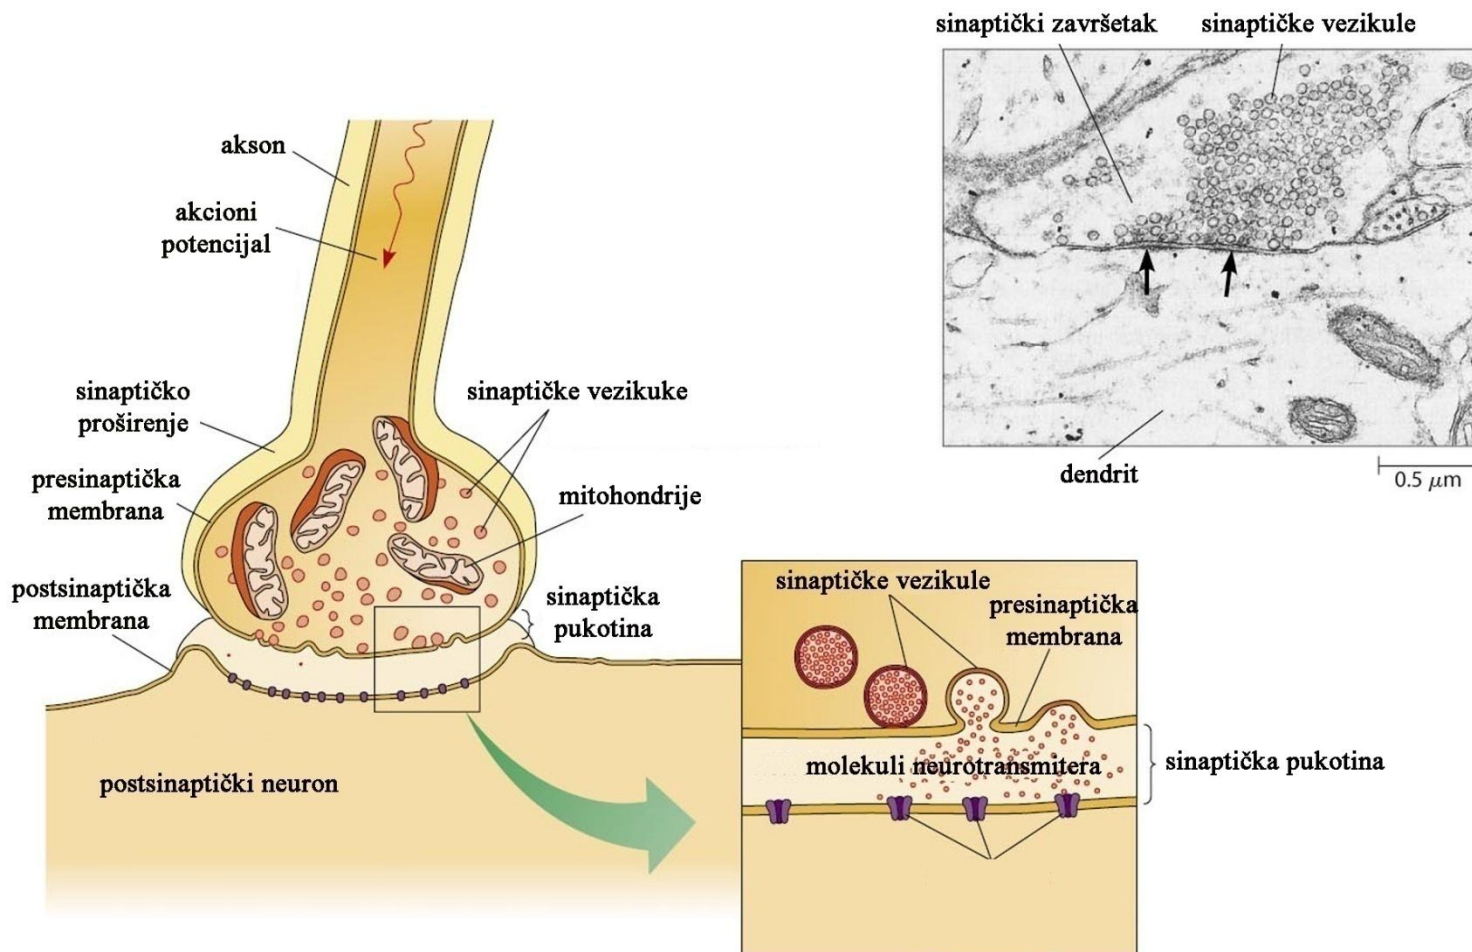 sinaptički završetak
sinaptičke vezikule
akson
akcioni
potencijal
sinaptičko
proširenje
sinaptičke vezikuke
presinaptička
membrana
mitohondrije
dendrit
0.5 μm
postsinaptička
membrana
sinaptička
pukotina
sinaptičke vezikule
presinaptička
membrana
molekuli neurotransmitera
sinaptička pukotina
postsinaptički neuron